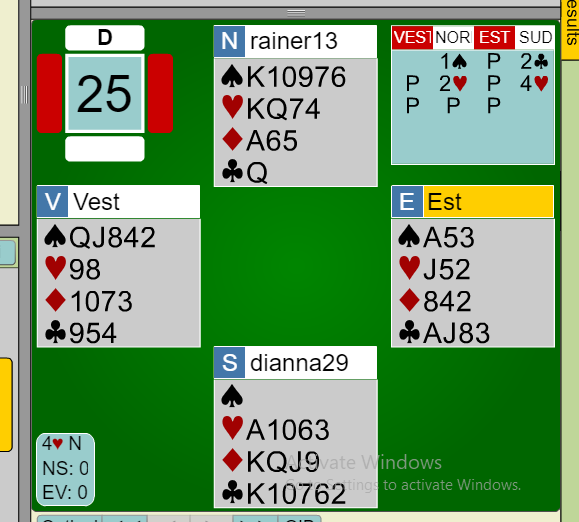 D
25
N rainer13
♠K10976
♥KQ74
♦A65
♣Q
VEST NOR EST SUD
1♠ P 2♣
P 2♥ P 4♥
P P P
V Vest
♠QJ842
♥98
♦1073
♣954
E Est
♠A53
♥J52
♦842
♣AJ83
S dianna29
♠
♥A1063
♦KQJ9
♣K10762
4♥ N
NS: 0
EV: 0
Activate Windows
Go to Settings to activate Windows.
esults